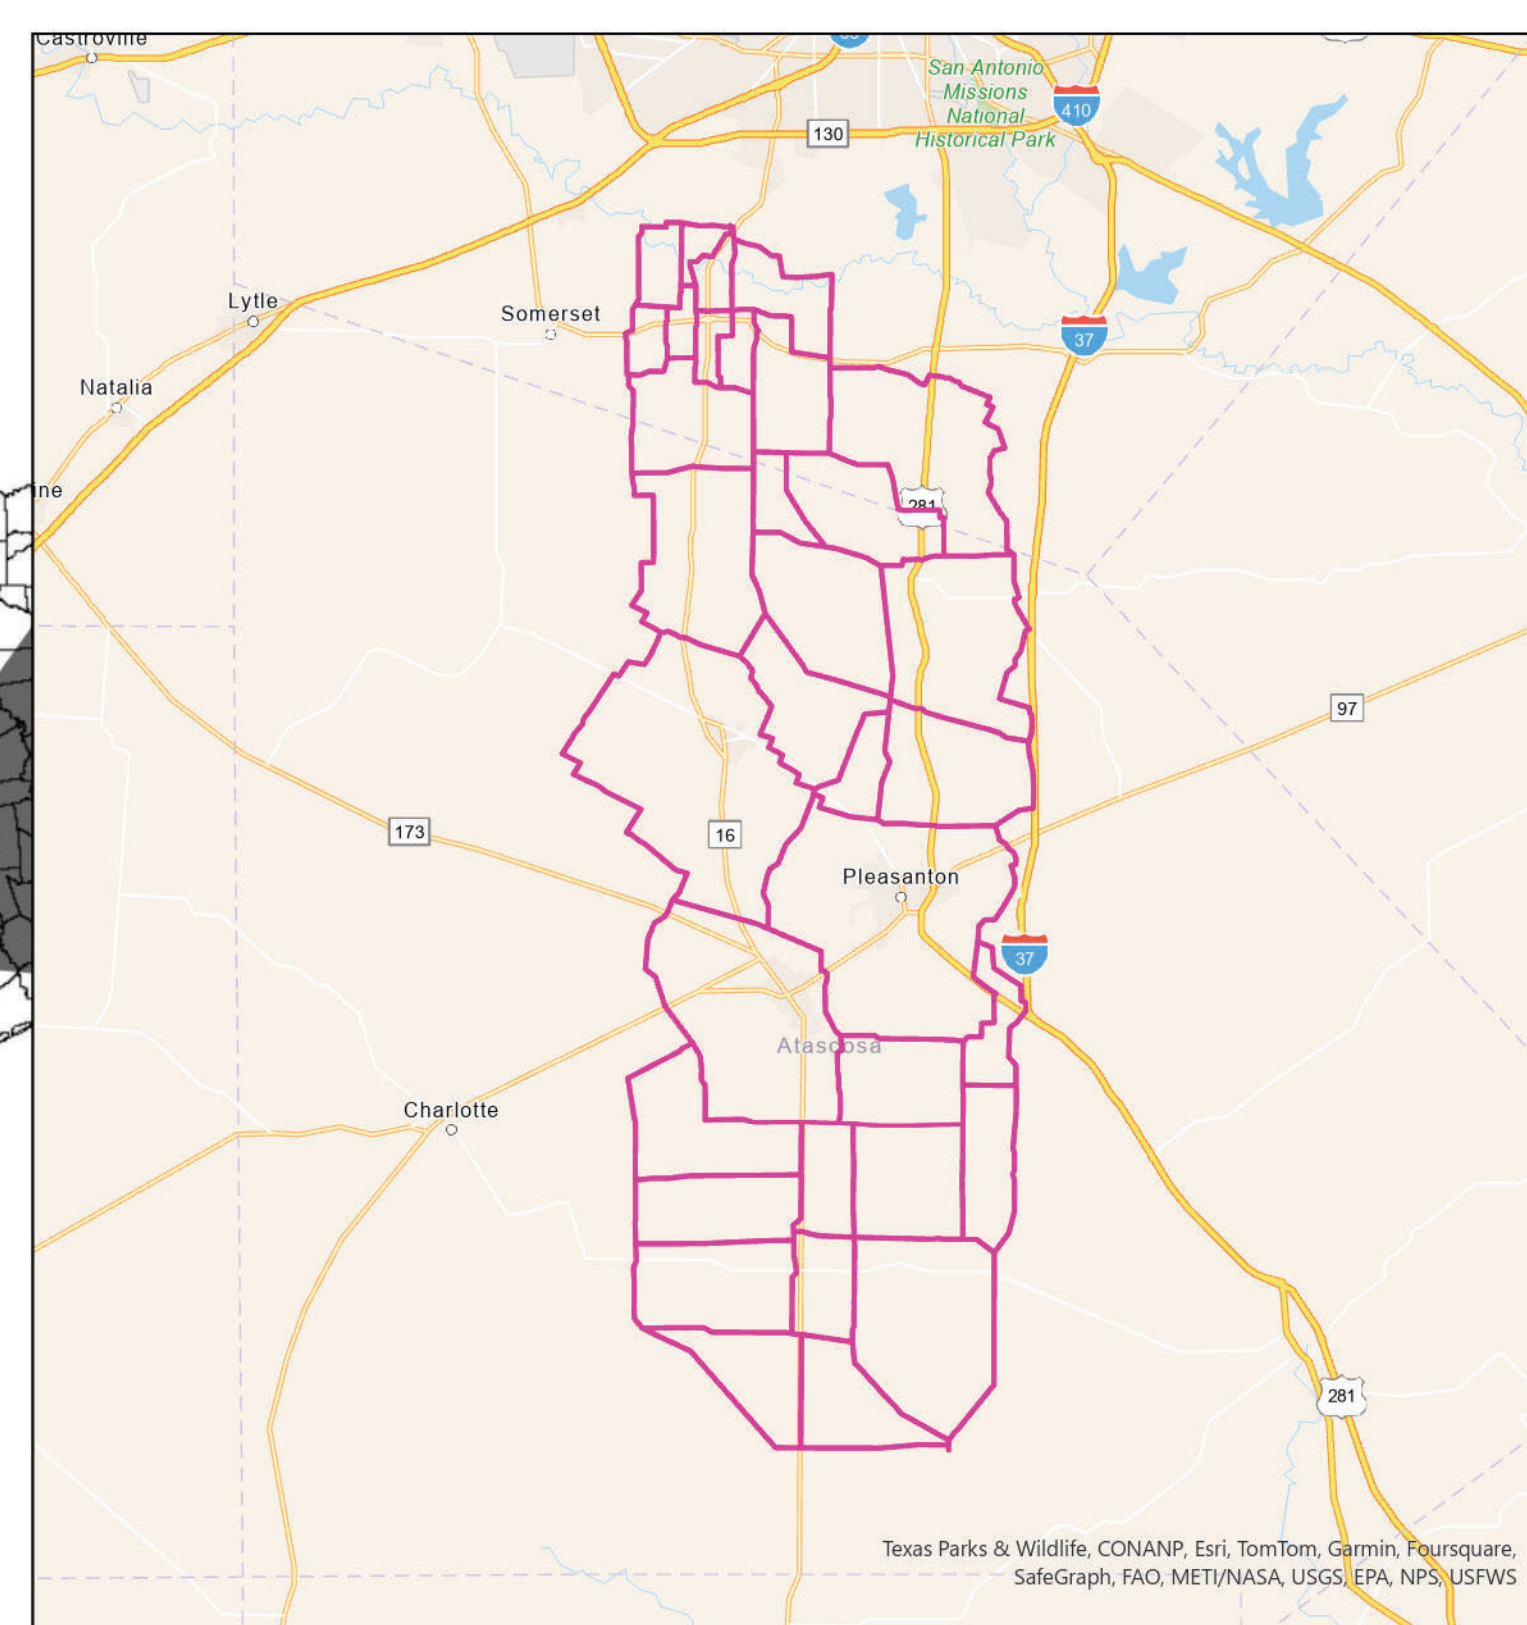 Castroville
San Antonio
Missions
National
Historical Park
410
130
Lytle
Somerset
37
Natalia
ine
281
97
173
16
Pleasanton
37
Atascosa
Charlotte
281
Texas Parks & Wildlife, CONANP, Esri, TomTom, Garmin, Foursquare,
SafeGraph, FAO, METI/NASA, USGS, EPA, NPS, USFWS